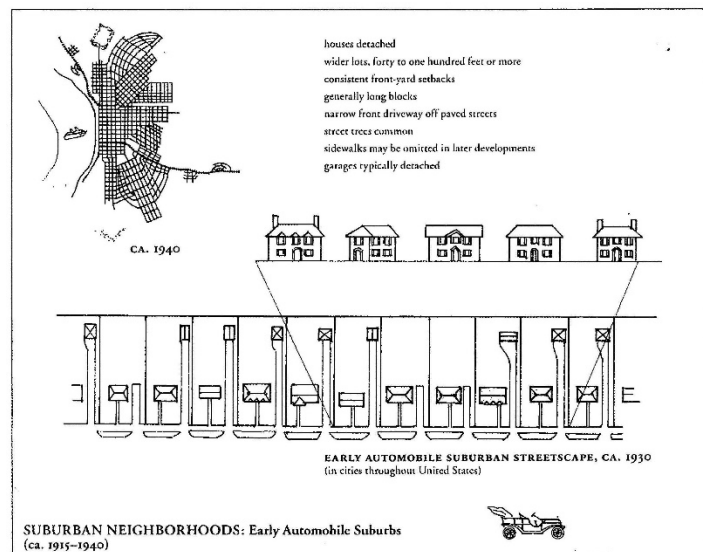 houses detached
wider lots, forty to one hundred feet or more
consistent front-yard setbacks
generally long blocks
narrow front driveway off paved streets
street trees common
sidewalks may be omitted in later developments
garages typically detached
CA. 1940
EARLY AUTOMOBILE SUBURBAN STREETSCAPE, CA. 1930
(in cities throughout United States)
SUBURBAN NEIGHBORHOODS: Early Automobile Suburbs
(ca. 1915–1940)